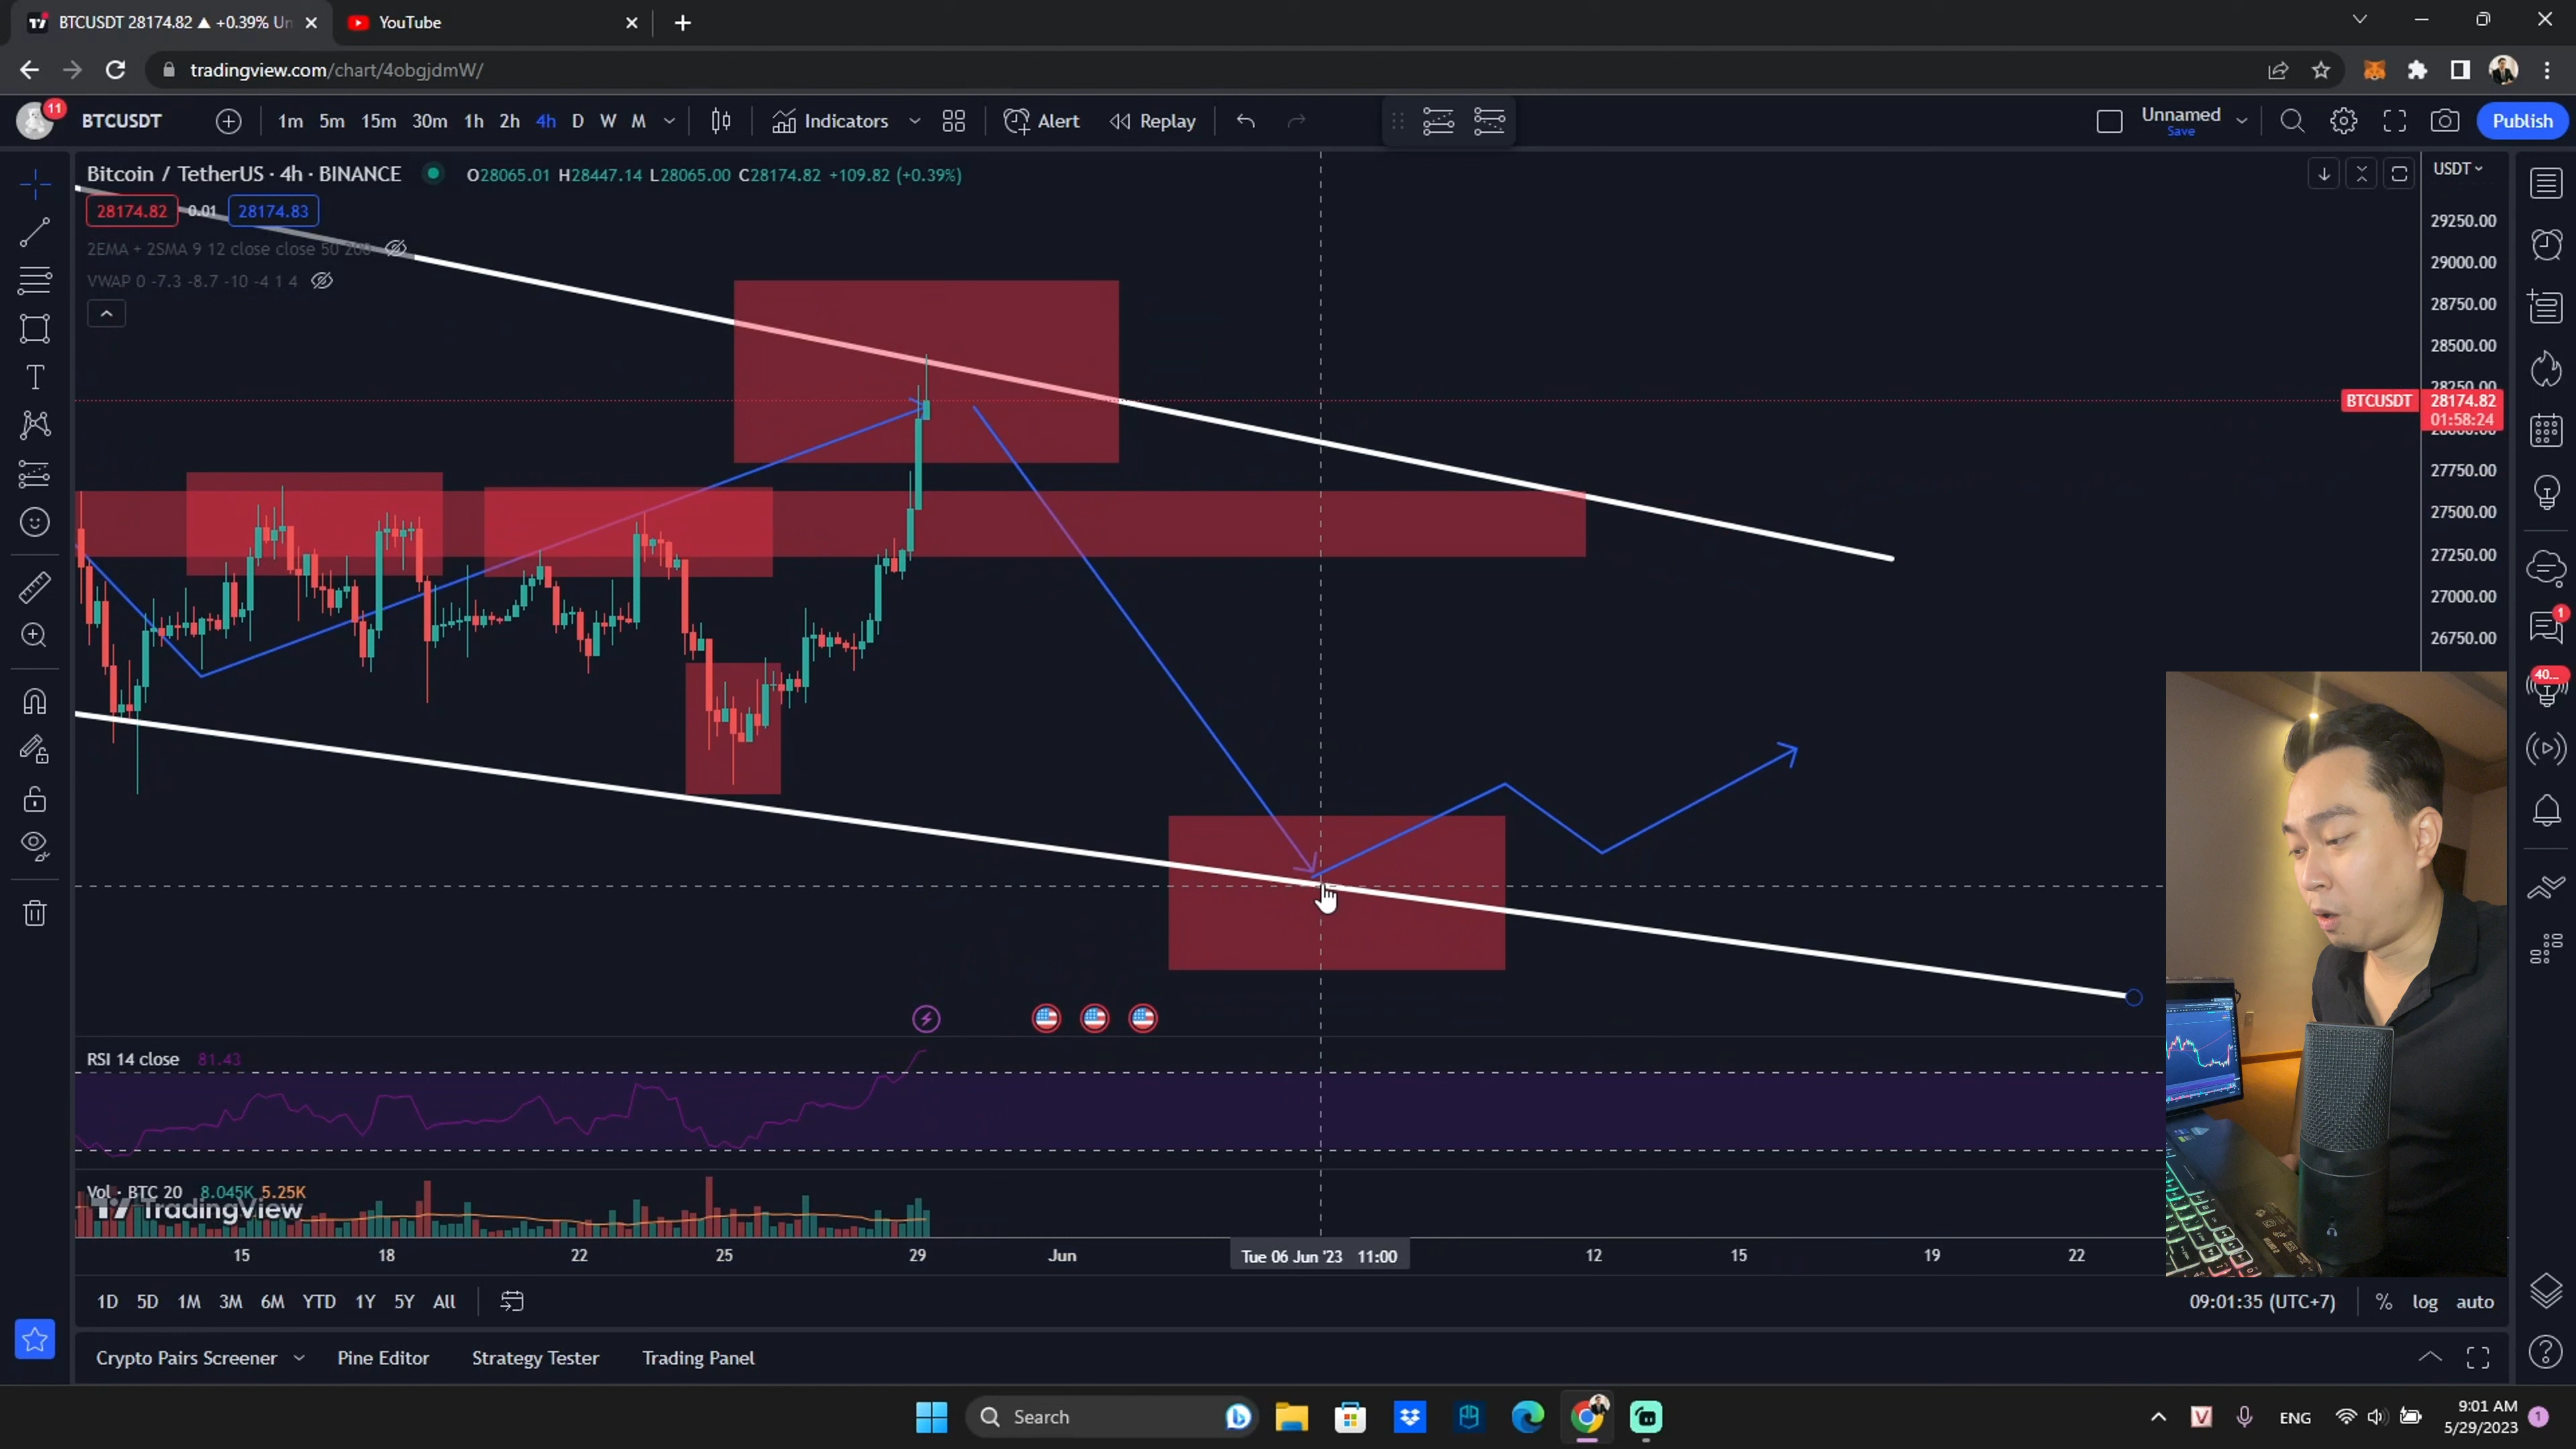 BTCUSDT 28174.82 ▲ +0.39% Un
YouTube
tradingview.com/chart/4obgjdmW/
11
BTCUSDT
1m 5m 15m 30m 1h 2h 4h D W M
Indicators
Alert
Replay
Unnamed
Save
Publish
Bitcoin / TetherUS · 4h · BINANCE
O28065.01 H28447.14 L28065.00 C28174.82 +109.82 (+0.39%)
USDT
28174.82 0.01 28174.83
2EMA + 2SMA 9 12 close close 50 200
VWAP 0 -7.3 -8.7 -10 -4 1 4
29250.00
29000.00
28750.00
28500.00
28250.00
BTCUSDT 28174.82
01:58:24
27750.00
27500.00
27250.00
27000.00
26750.00
1
40...
RSI 14 close 81.43
Vol · BTC 20 8.045K 5.25K
TradingView
15 18 22 25 29 Jun Tue 06 Jun '23 11:00 12 15 19 22
1D 5D 1M 3M 6M YTD 1Y 5Y All
09:01:35 (UTC+7) % log auto
Crypto Pairs Screener Pine Editor Strategy Tester Trading Panel
Search
ENG
9:01 AM
5/29/2023
1